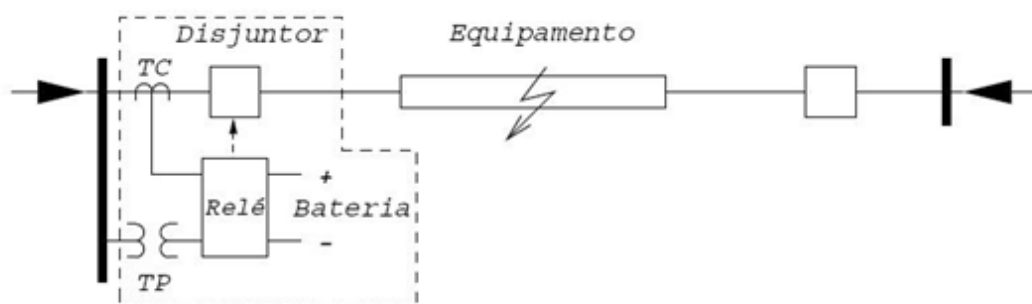 Disjuntor
Equipamento
TC
+
Relé
Bateria
-
TP